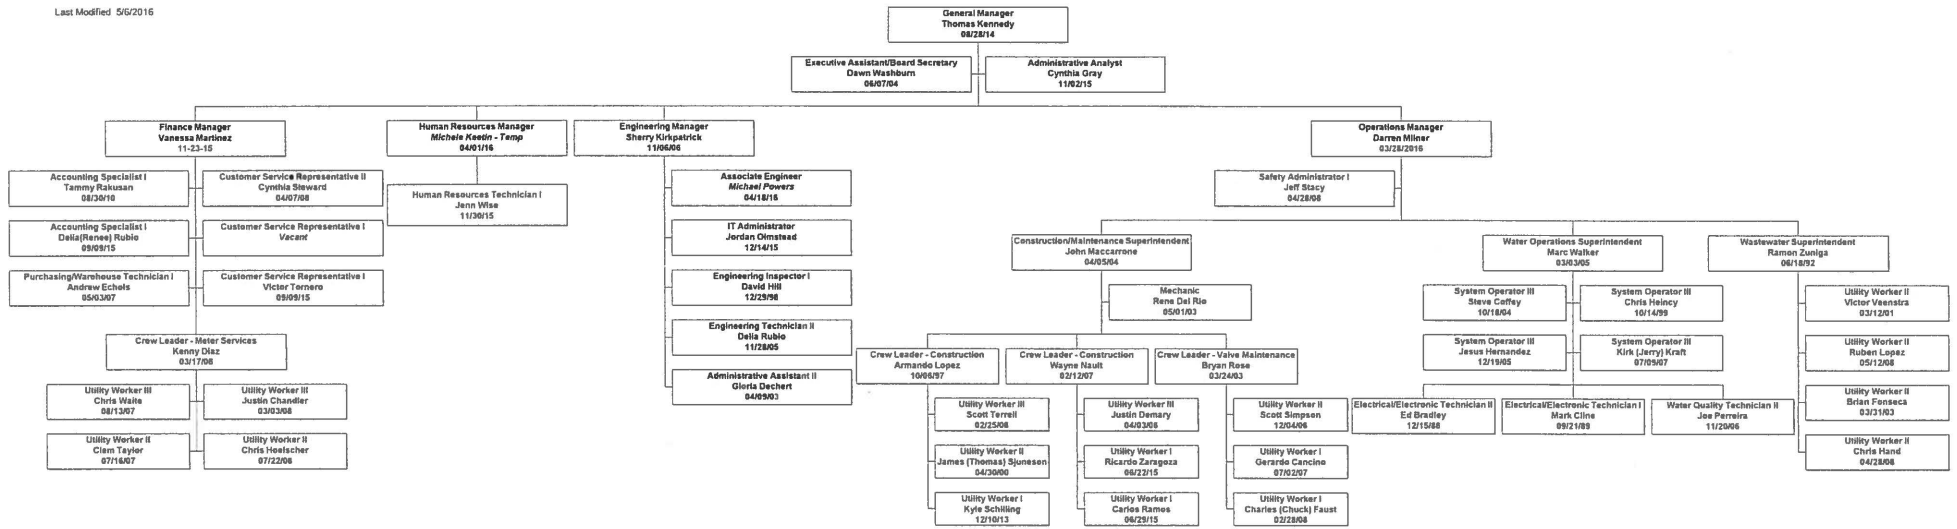 Last Modified 5/6/2016
General Manager
Thomas Kennedy
08/28/14
Executive Assistant/Board Secretary
Dawn Washburn
06/07/04
Administrative Analyst
Cynthia Gray
11/02/15
Finance Manager
Vanessa Martinez
11-23-15
Human Resources Manager
Michele Keetin - Temp
04/01/16
Engineering Manager
Sherry Kirkpatrick
11/06/06
Operations Manager
Darren Milner
03/28/2016
Accounting Specialist I
Tammy Rakusan
08/30/10
Customer Service Representative II
Cynthia Steward
04/07/08
Accounting Specialist I
Delia(Renee) Rubio
09/09/15
Customer Service Representative I
Vacant
Purchasing/Warehouse Technician I
Andrew Echols
05/03/07
Customer Service Representative I
Victor Tornero
09/09/15
Crew Leader - Meter Services
Kenny Diaz
03/17/08
Utility Worker III
Chris Waite
08/13/07
Utility Worker III
Justin Chandler
03/03/08
Utility Worker II
Clem Taylor
07/16/07
Utility Worker II
Chris Hoelscher
07/22/08
Human Resources Technician I
Jenn Wise
11/30/15
Associate Engineer
Michael Powers
04/18/16
IT Administrator
Jordan Olmstead
12/14/15
Engineering Inspector I
David Hill
12/29/98
Engineering Technician II
Delia Rubio
11/28/05
Administrative Assistant II
Gloria Dechert
04/09/03
Safety Administrator I
Jeff Stacy
04/28/08
Construction/Maintenance Superintendent
John Maccarrone
04/05/04
Water Operations Superintendent
Marc Walker
03/03/05
Wastewater Superintendent
Ramon Zuniga
06/18/92
Mechanic
Rene Del Rio
05/01/03
Crew Leader - Construction
Armando Lopez
10/06/97
Crew Leader - Construction
Wayne Nault
02/12/07
Crew Leader - Valve Maintenance
Bryan Rose
03/24/03
Utility Worker III
Scott Terrell
02/25/08
Utility Worker II
James (Thomas) Sjuneson
04/30/00
Utility Worker I
Kyle Schilling
12/10/13
Utility Worker III
Justin Demary
04/03/06
Utility Worker I
Ricardo Zaragoza
06/22/15
Utility Worker I
Carlos Ramos
06/29/15
Utility Worker II
Scott Simpson
12/04/06
Utility Worker I
Gerardo Cancino
07/02/07
Utility Worker I
Charles (Chuck) Faust
02/28/08
System Operator III
Steve Coffey
10/18/04
System Operator III
Chris Heincy
10/14/99
System Operator III
Jesus Hernandez
12/19/05
System Operator III
Kirk (Jerry) Kraft
07/09/07
Electrical/Electronic Technician II
Ed Bradley
12/15/88
Electrical/Electronic Technician I
Mark Cline
09/21/89
Water Quality Technician II
Joe Perreira
11/20/06
Utility Worker II
Victor Veenstra
03/12/01
Utility Worker II
Ruben Lopez
05/12/08
Utility Worker II
Brian Fonseca
03/31/03
Utility Worker II
Chris Hand
04/28/08